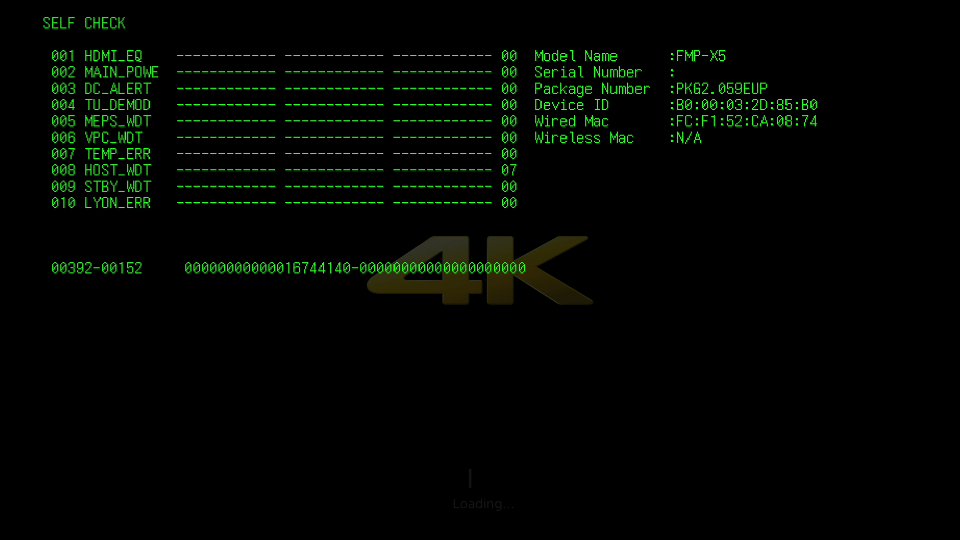 SELF CHECK
001 HDMI_EQ ------------ ------------ ------------ 00 Model Name :FMP-X5
002 MAIN_POWE ------------ ------------ ------------ 00 Serial Number :
003 DC_ALERT ------------ ------------ ------------ 00 Package Number :PKG2.059EUP
004 TU_DEMOD ------------ ------------ ------------ 00 Device ID :B0:00:03:2D:85:B0
005 MEPS_WDT ------------ ------------ ------------ 00 Wired Mac :FC:F1:52:CA:08:74
006 VPC_WDT ------------ ------------ ------------ 00 Wireless Mac :N/A
007 TEMP_ERR ------------ ------------ ------------ 00
008 HOST_WDT ------------ ------------ ------------ 07
009 STBY_WDT ------------ ------------ ------------ 00
010 LYON_ERR ------------ ------------ ------------ 00
4K
00392-00152 00000000000016744140-00000000000000000000
Loading...